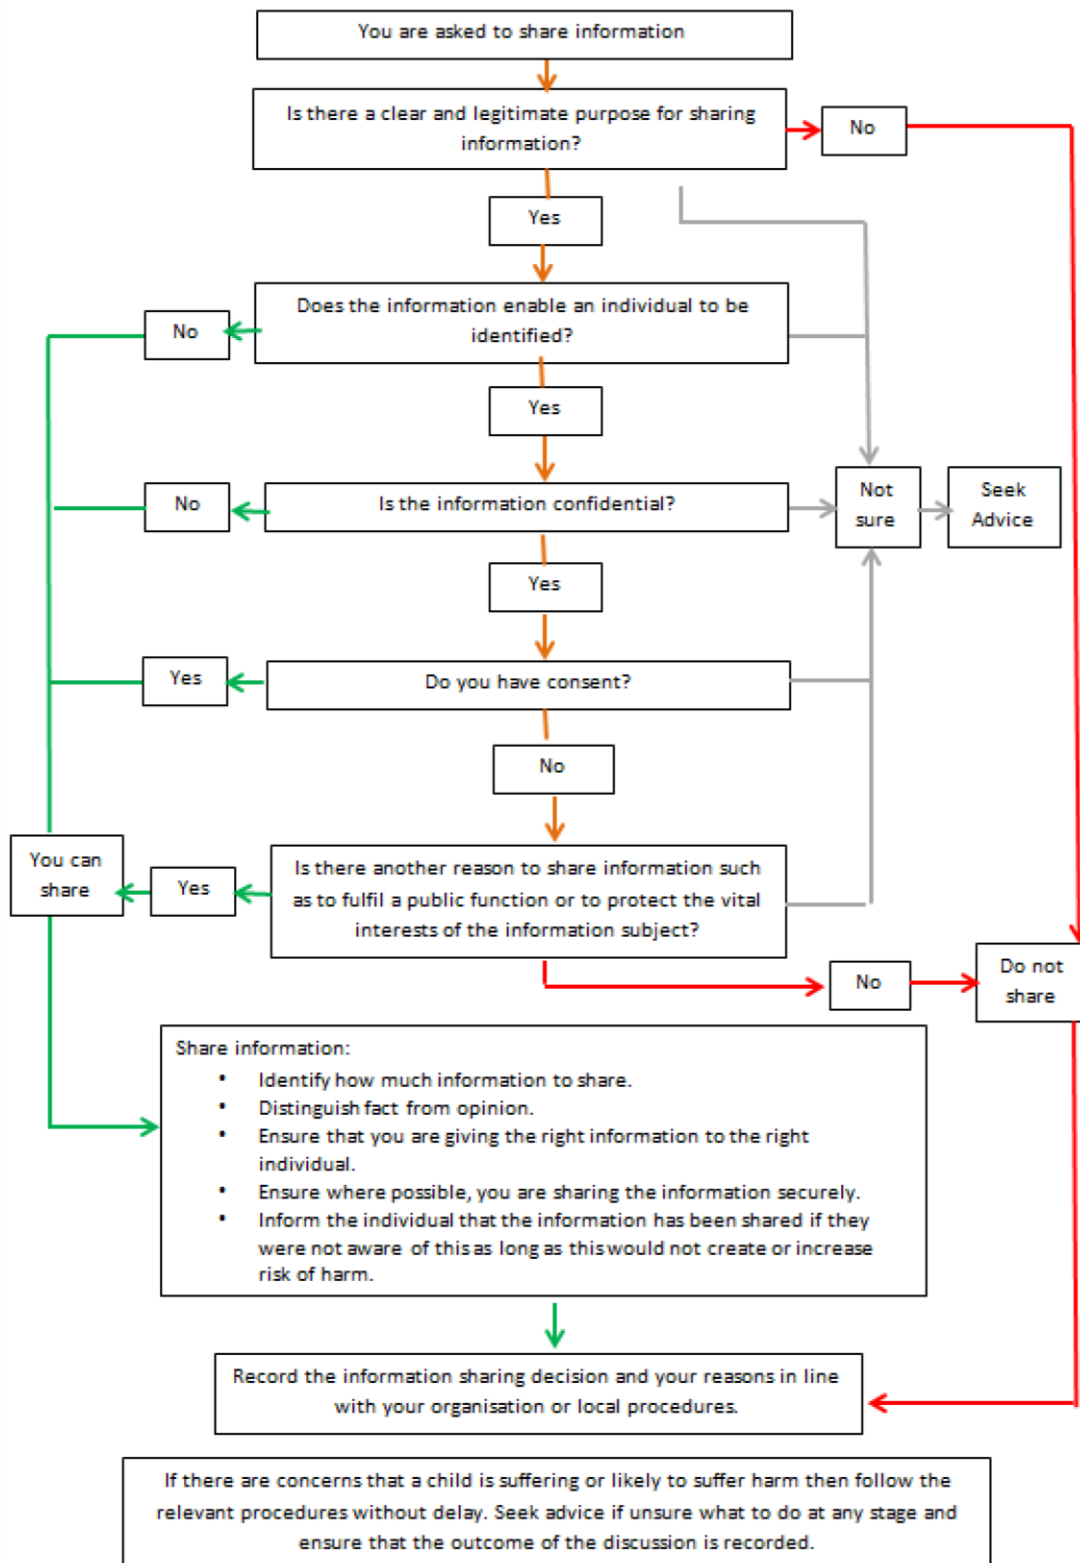 You are asked to share information
Is there a clear and legitimate purpose for sharing
information?
No
Yes
Does the information enable an individual to be
identified?
No
Yes
Is the information confidential?
No
Not
sure
Seek
Advice
Yes
Do you have consent?
Yes
No
You can
share
Yes
Is there another reason to share information such
as to fulfil a public function or to protect the vital
interests of the information subject?
No
Do not
share
Share information:
• Identify how much information to share.
• Distinguish fact from opinion.
• Ensure that you are giving the right information to the right
individual.
• Ensure where possible, you are sharing the information securely.
• Inform the individual that the information has been shared if they
were not aware of this as long as this would not create or increase
risk of harm.
Record the information sharing decision and your reasons in line
with your organisation or local procedures.
If there are concerns that a child is suffering or likely to suffer harm then follow the
relevant procedures without delay. Seek advice if unsure what to do at any stage and
ensure that the outcome of the discussion is recorded.